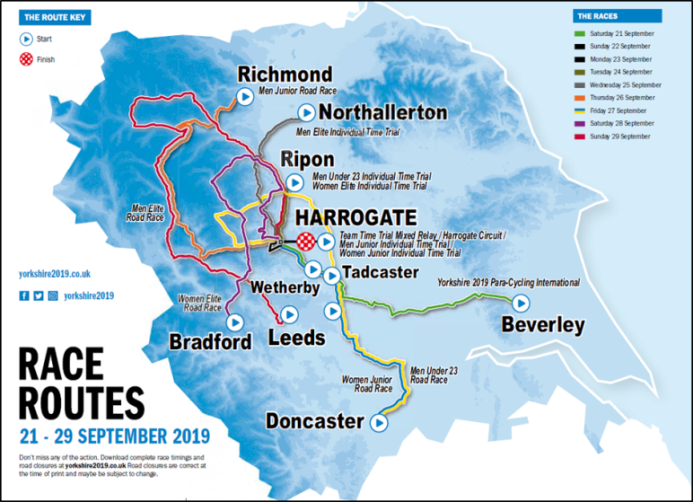 THE ROUTE KEY
Start
Finish
THE RACES
Saturday 21 September
Sunday 22 September
Monday 23 September
Tuesday 24 September
Wednesday 25 September
Thursday 26 September
Friday 27 September
Saturday 28 September
Sunday 29 September
Richmond
Men Junior Road Race
Northallerton
Men Elite Individual Time Trial
Ripon
Men Under 23 Individual Time Trial
Women Elite Individual Time Trial
HARROGATE
Team Time Trial Mixed Relay / Harrogate Circuit /
Men Junior Individual Time Trial /
Women Junior Individual Time Trial
Men Elite
Road Race
Tadcaster
Wetherby
Yorkshire 2019 Para-Cycling International
Beverley
yorkshire2019.co.uk
yorkshire2019
Women Elite
Road Race
Bradford
Leeds
Men Under 23
Road Race
Women Junior
Road Race
Doncaster
RACE
ROUTES
21 - 29 SEPTEMBER 2019
Don't miss any of the action. Download complete race timings and
road closures at yorkshire2019.co.uk Road closures are correct at
the time of print and maybe be subject to change.